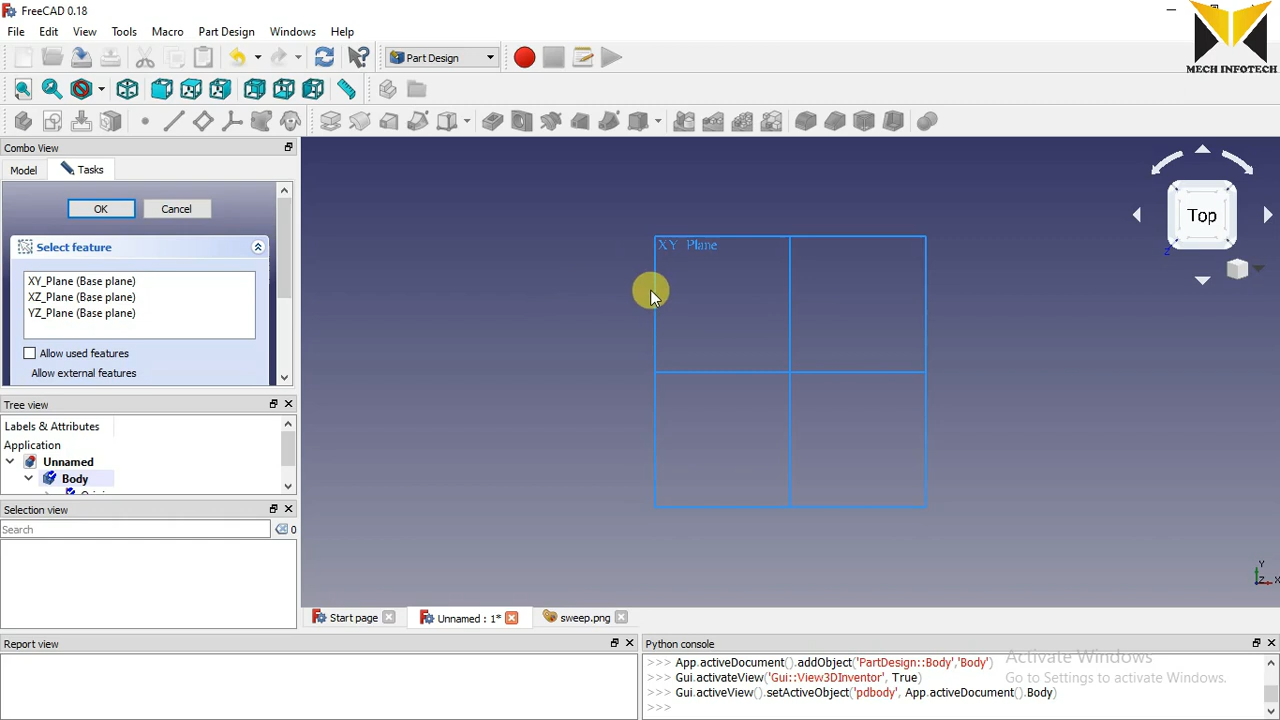 FreeCAD 0.18
File Edit View Tools Macro Part Design Windows Help
Part Design
MECH INFOTECH
Combo View
Model Tasks
OK Cancel
Select feature
XY_Plane (Base plane)
XZ_Plane (Base plane)
YZ_Plane (Base plane)
Allow used features
Allow external features
Tree view
Labels & Attributes
Application
Unnamed
Body
Selection view
Search
0
XY Plane
Top
Z
Y
Z X
Start page Unnamed : 1* sweep.png
Report view
Python console
>>> App.activeDocument().addObject('PartDesign::Body','Body')
>>> Gui.activateView('Gui::View3DInventor', True)
>>> Gui.activeView().setActiveObject('pdbody', App.activeDocument().Body)
>>>
Activate Windows
Go to Settings to activate Windows.